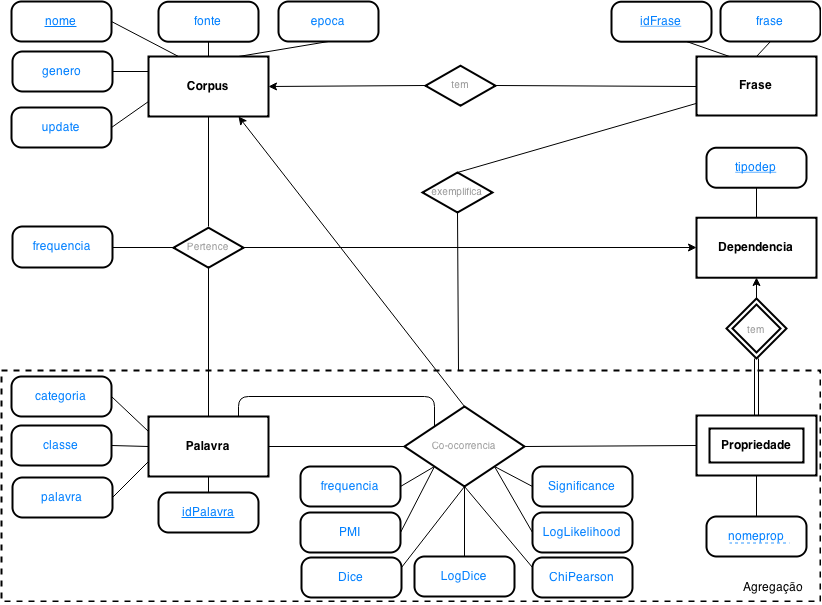 nome
fonte
epoca
idFrase
frase
genero
Corpus
tem
Frase
update
tipodep
exemplifica
frequencia
Pertence
Dependencia
tem
categoria
classe
Palavra
Co-ocorrencia
Propriedade
palavra
idPalavra
frequencia
Significance
PMI
LogLikelihood
nomeprop
Dice
LogDice
ChiPearson
Agregação